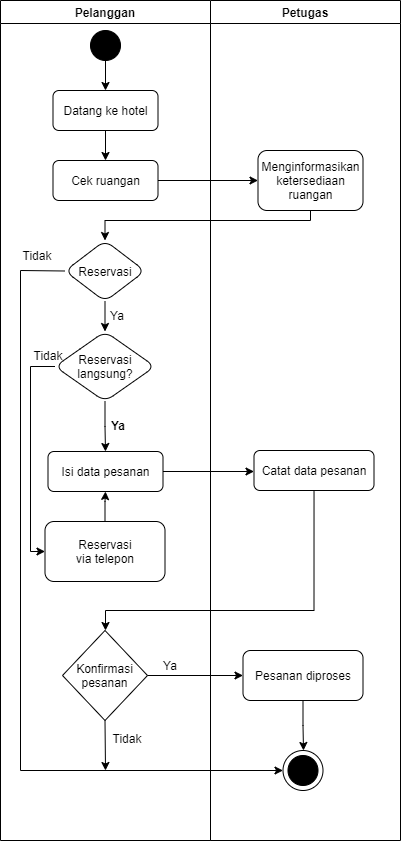 Pelanggan
Petugas
Datang ke hotel
Cek ruangan
Menginformasikan
ketersediaan
ruangan
Tidak
Reservasi
Ya
Tidak
Reservasi
langsung?
Ya
Isi data pesanan
Catat data pesanan
Reservasi
via telepon
Konfirmasi
pesanan
Ya
Pesanan diproses
Tidak